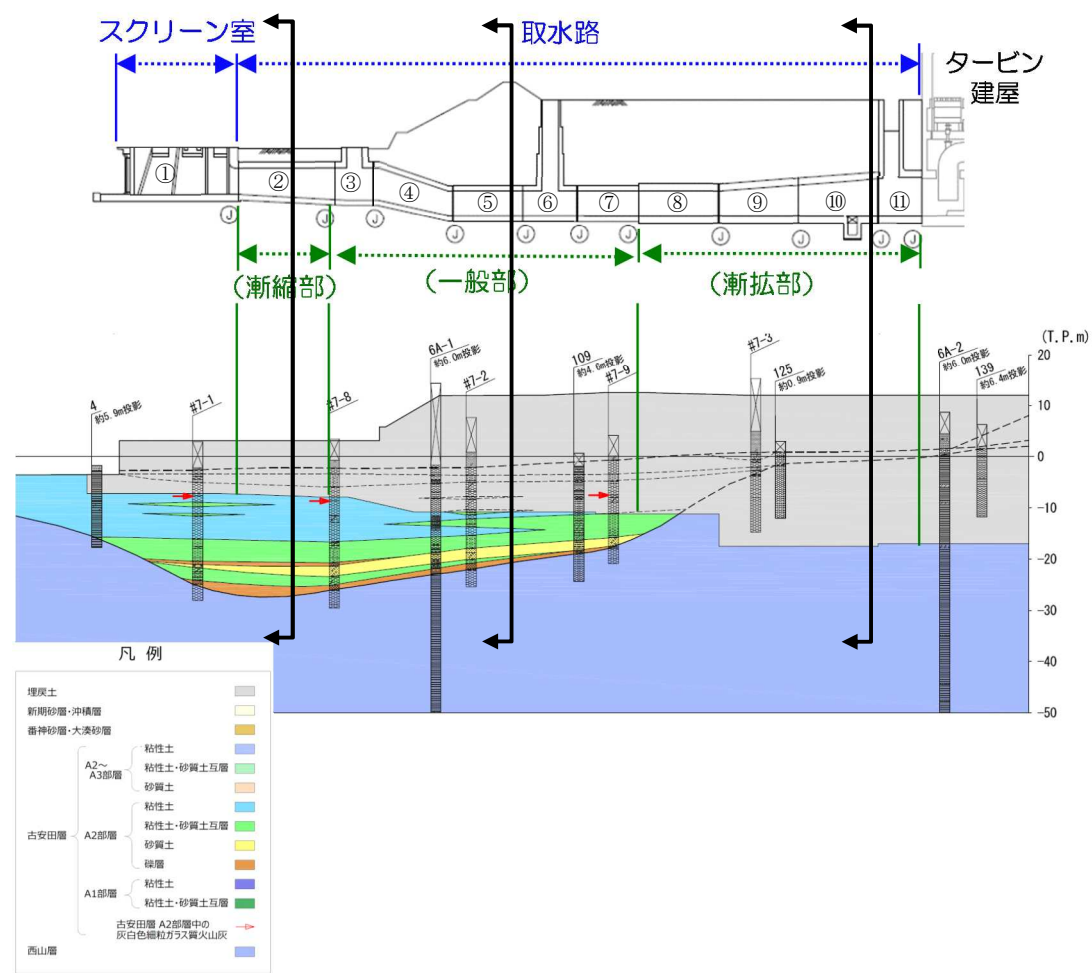 スクリーン室
取水路
タービン
建屋
①
②
③
④
⑤
⑥
⑦
⑧
⑨
⑩
⑪
J
J
J
J
J
J
J
J
J
J
J
(漸縮部)
(一般部)
(漸拡部)
(T.P.m)
4
約5.9m投影
#7-1
#7-8
6A-1
約6.0m投影
#7-2
109
約4.6m投影
#7-9
#7-3
125
約0.9m投影
6A-2
約6.0m投影
139
約6.4m投影
20
10
0
-10
-20
-30
-40
-50
凡 例
埋戻土
新期砂層・沖積層
番神砂層・大湊砂層
古安田層
A2～
A3部層
粘性土
粘性土・砂質土互層
砂質土
A2部層
粘性土
粘性土・砂質土互層
砂質土
礫層
A1部層
粘性土
粘性土・砂質土互層
古安田層 A2部層中の
灰白色細粒ガラス質火山灰
西山層